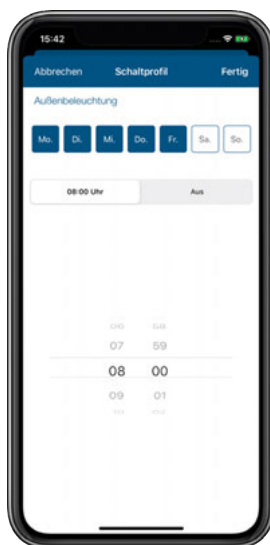 15:42
Abbrechen Schaltprofil Fertig
Außenbeleuchtung
Mo. Di. Mi. Do. Fr. Sa. So.
08:00 Uhr Aus
07 59
08 00
09 01